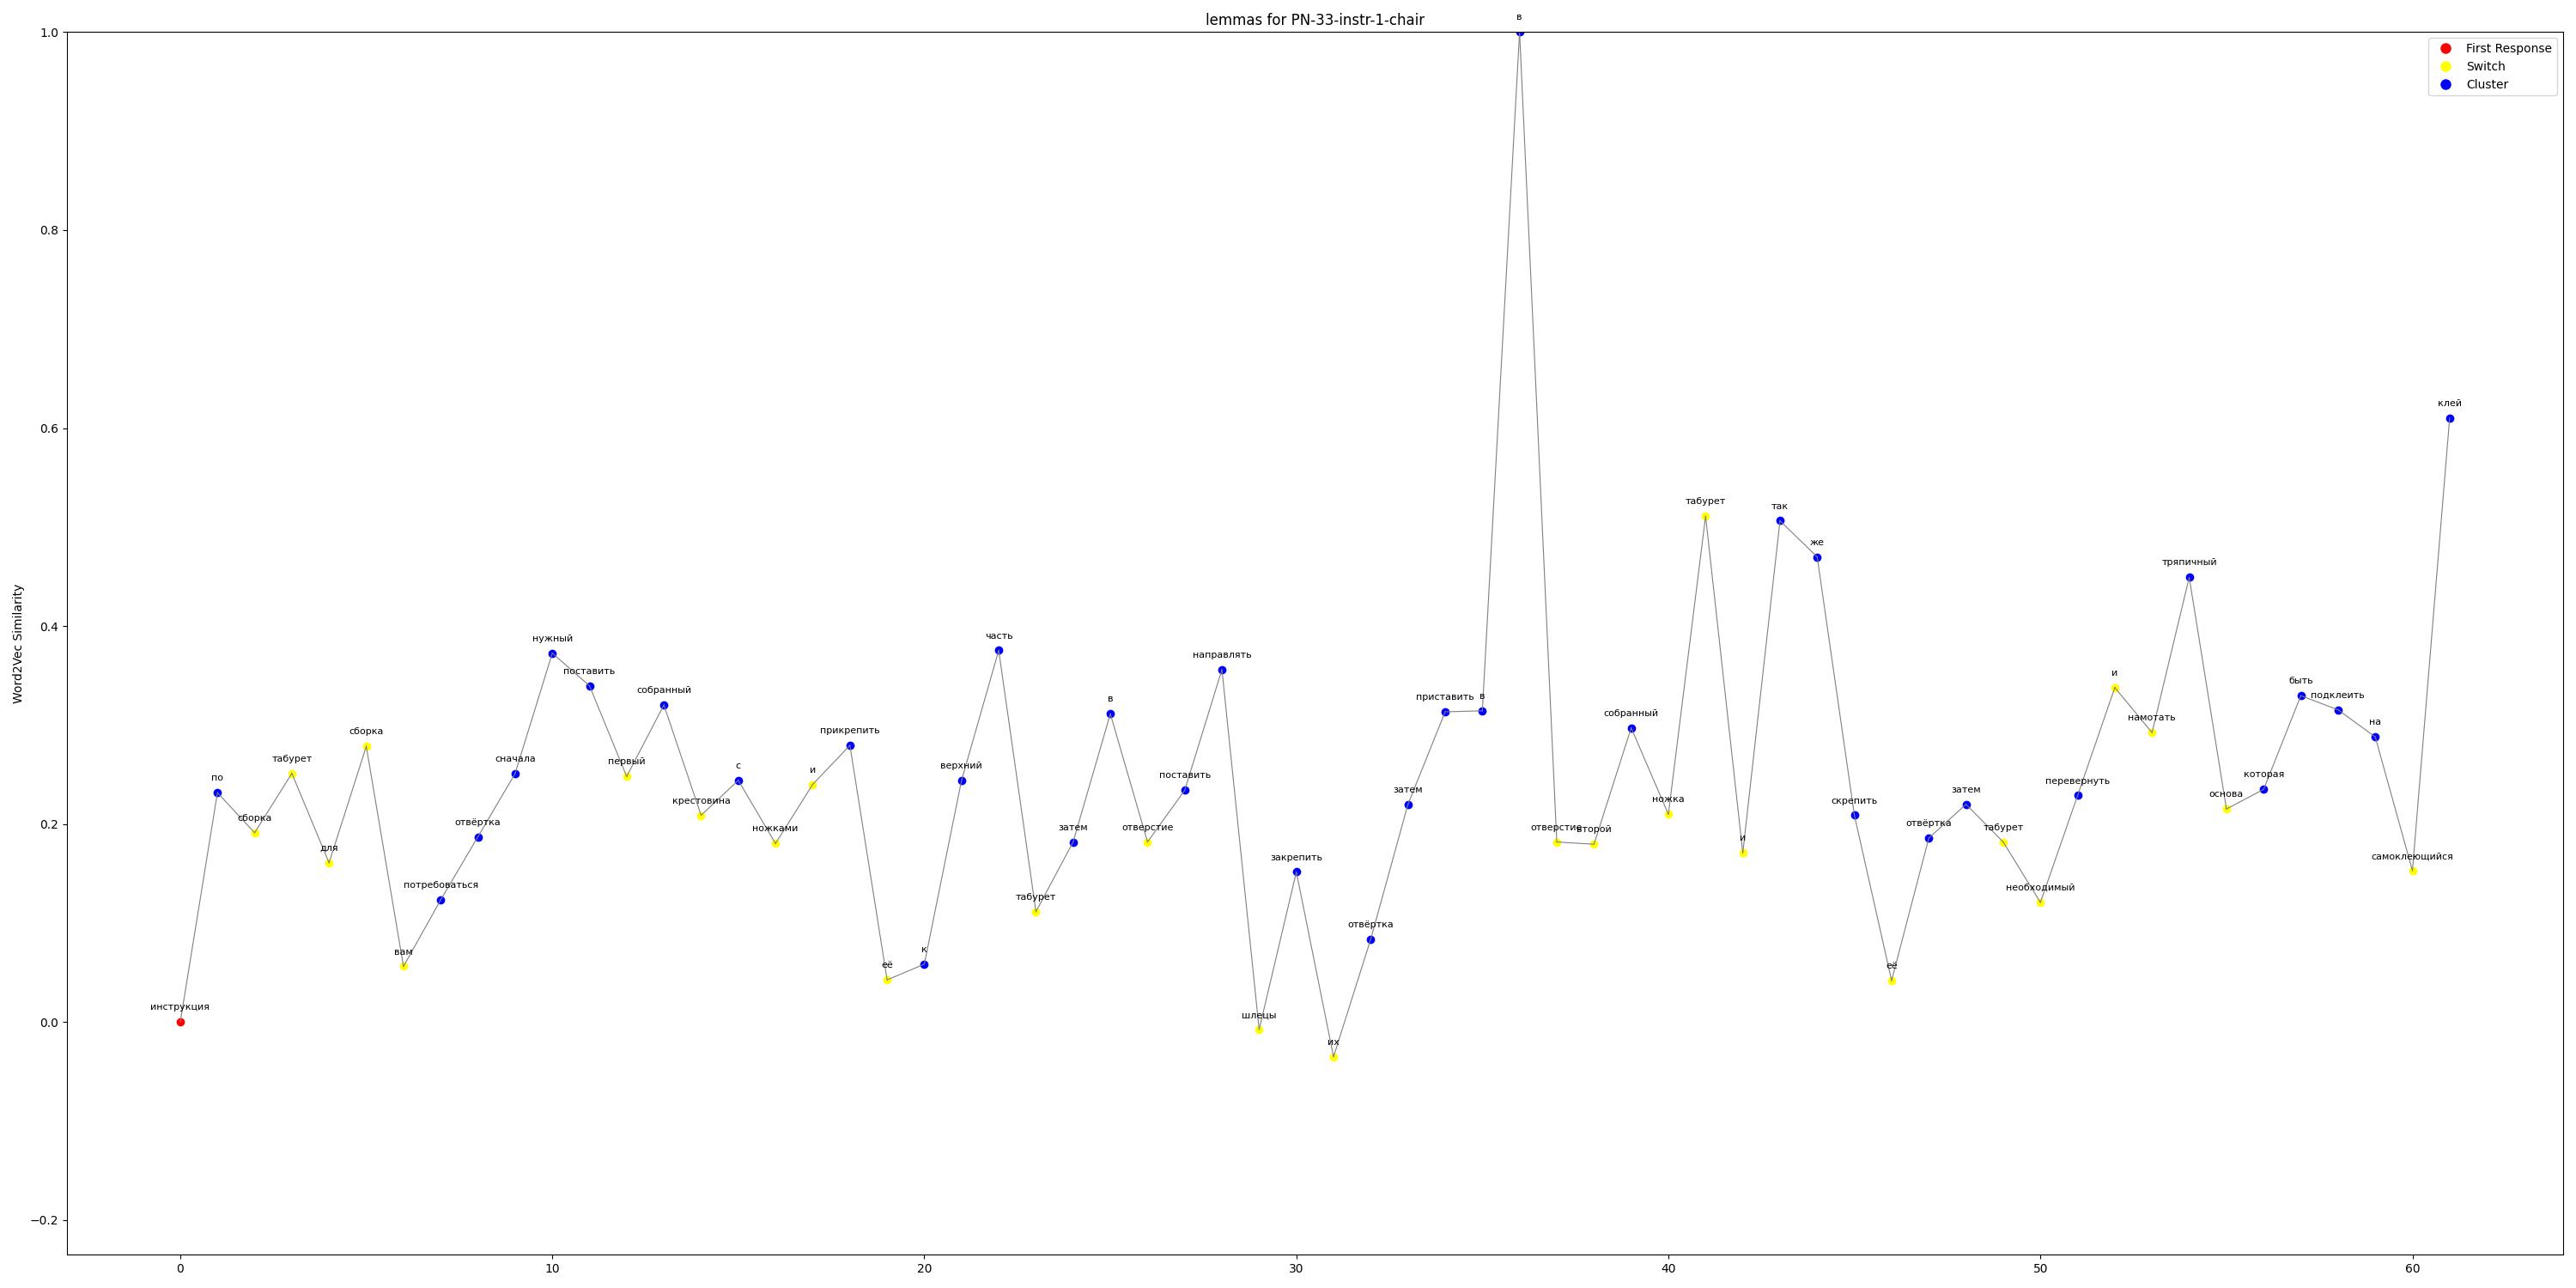 lemmas for PN-33-instr-1-chair
First Response
Switch
Cluster
Word2Vec Similarity
1.0
0.8
0.6
0.4
0.2
0.0
−0.2
инструкция
по
сборка
табурет
для
сборка
вам
потребоваться
отвёртка
сначала
нужный
поставить
первый
собранный
крестовина
с
ножками
и
прикрепить
её
к
верхний
часть
табурет
затем
в
отверстие
поставить
направлять
шлецы
закрепить
их
отвёртка
затем
приставить
в
в
отверстие
второй
собранный
ножка
табурет
и
так
же
скрепить
её
отвёртка
затем
табурет
необходимый
перевернуть
и
намотать
тряпичный
основа
которая
быть
подклеить
на
самоклеющийся
клей
0
10
20
30
40
50
60